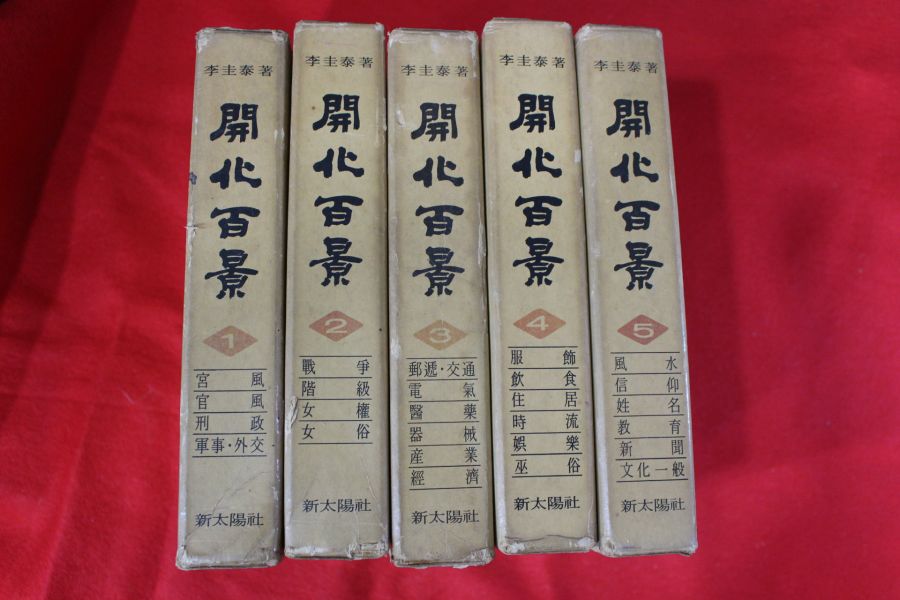 李圭泰著
開化百景
1
宮風
官風
刑政
軍事·外交
新太陽社
李圭泰著
開化百景
2
戰爭
階級
女權
女俗
新太陽社
李圭泰著
開化百景
3
郵遞·交通
電氣
醫藥
器械
産業
經濟
新太陽社
李圭泰著
開化百景
4
服飾
飮食
住居
時流
娛樂
巫俗
新太陽社
李圭泰著
開化百景
5
風水
信仰
姓名
教育
新聞
文化一般
新太陽社